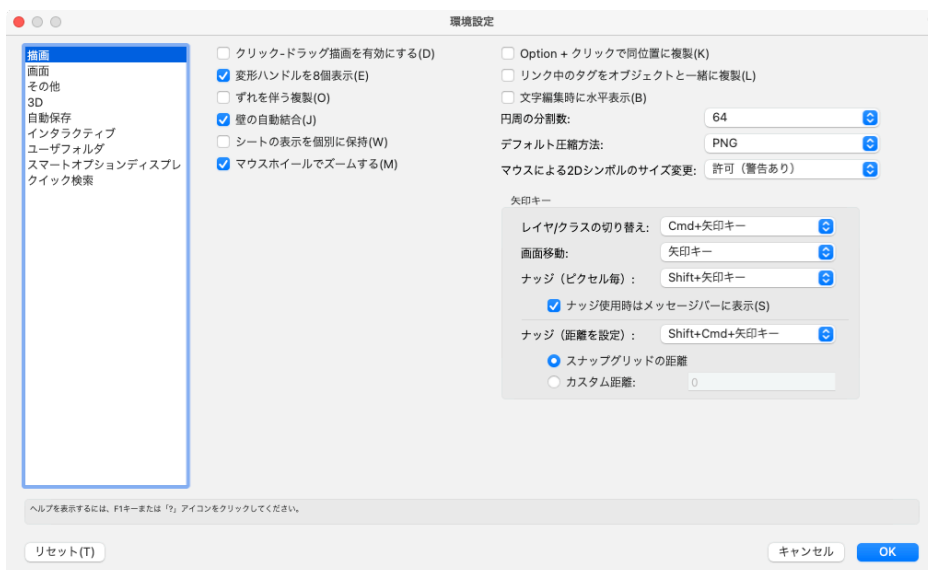 環境設定
描画
画面
その他
3D
自動保存
インタラクティブ
ユーザフォルダ
スマートオプションディスプレ
クイック検索
クリック-ドラッグ描画を有効にする(D)
変形ハンドルを8個表示(E)
ずれを伴う複製(O)
壁の自動結合(J)
シートの表示を個別に保持(W)
マウスホイールでズームする(M)
Option + クリックで同位置に複製(K)
リンク中のタグをオブジェクトと一緒に複製(L)
文字編集時に水平表示(B)
円周の分割数: 64
デフォルト圧縮方法: PNG
マウスによる2Dシンボルのサイズ変更: 許可（警告あり）
矢印キー
レイヤ/クラスの切り替え: Cmd+矢印キー
画面移動: 矢印キー
ナッジ（ピクセル毎）: Shift+矢印キー
ナッジ使用時はメッセージバーに表示(S)
ナッジ（距離を設定）: Shift+Cmd+矢印キー
スナップグリッドの距離
カスタム距離: 0
ヘルプを表示するには、F1キーまたは「?」アイコンをクリックしてください。
リセット(T) キャンセル OK